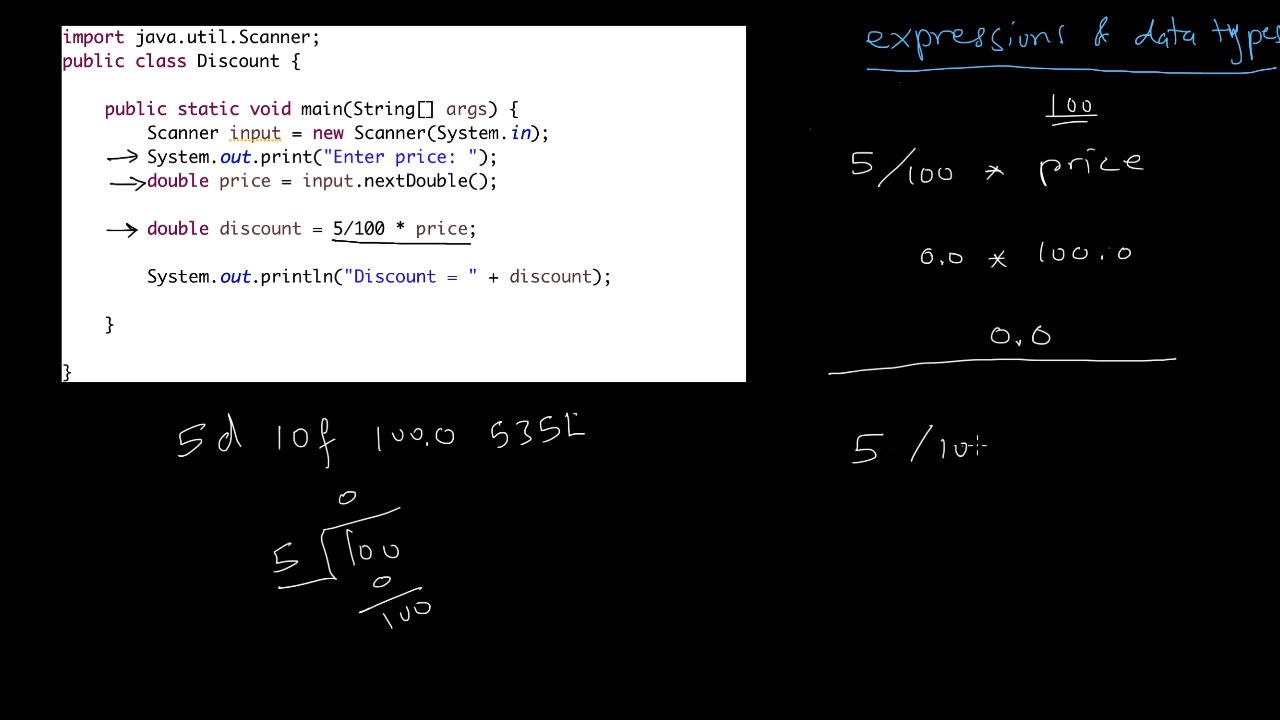 import java.util.Scanner;
public class Discount {
public static void main(String[] args) {
Scanner input = new Scanner(System.in);
System.out.print("Enter price: ");
double price = input.nextDouble();
double discount = 5/100 * price;
System.out.println("Discount = " + discount);
}
}
expressions & data types
100
5/100 * price
0.0 * 100.0
0.0
5d 10f 100.0 535L
0
5 100
0
100
5 /10